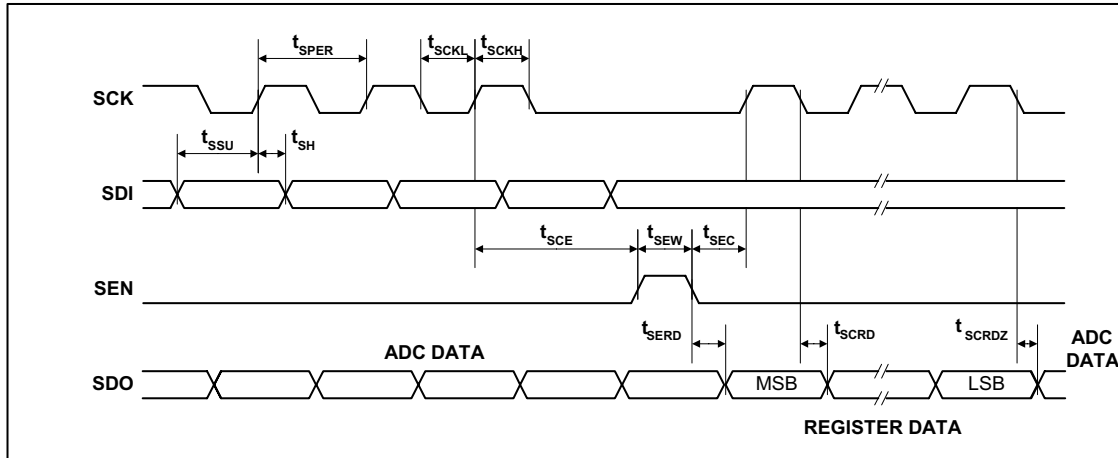 tSPER tSCKL tSCKH
SCK
tSSU tSH
SDI
tSCE tSEW tSEC
SEN
tSERD tSCRD tSCRDZ
ADC DATA
ADC
DATA
SDO MSB LSB
REGISTER DATA